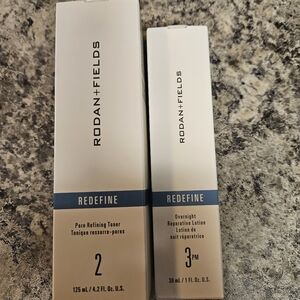 RODAN+FIELDS
REDEFINE
Pore Refining Toner
Tonique resserre-pores
2
125 mL / 4.2 Fl. Oz. U.S.
RODAN+FIELDS
REDEFINE
Overnight
Reparative Lotion
Lotion de
nuit réparatrice
3PM
30 mL / 1 Fl. Oz. U.S.